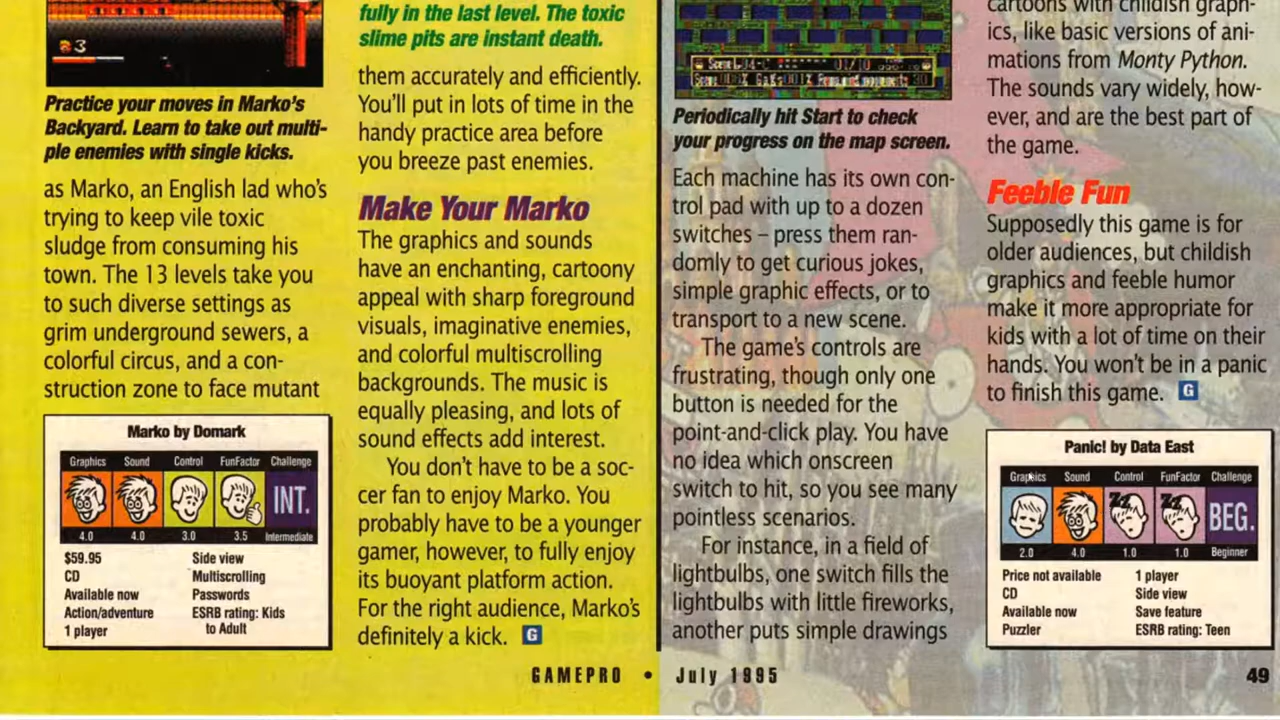 3
Practice your moves in Marko's
Backyard. Learn to take out multi-
ple enemies with single kicks.
as Marko, an English lad who's
trying to keep vile toxic
sludge from consuming his
town. The 13 levels take you
to such diverse settings as
grim underground sewers, a
colorful circus, and a con-
struction zone to face mutant
Marko by Domark
Graphics Sound Control FunFactor Challenge
INT.
4.0 4.0 3.0 3.5 Intermediate
$59.95
CD
Available now
Action/adventure
1 player
Side view
Multiscrolling
Passwords
ESRB rating: Kids
to Adult
fully in the last level. The toxic
slime pits are instant death.
them accurately and efficiently.
You'll put in lots of time in the
handy practice area before
you breeze past enemies.
Make Your Marko
The graphics and sounds
have an enchanting, cartoony
appeal with sharp foreground
visuals, imaginative enemies,
and colorful multiscrolling
backgrounds. The music is
equally pleasing, and lots of
sound effects add interest.
You don't have to be a soc-
cer fan to enjoy Marko. You
probably have to be a younger
gamer, however, to fully enjoy
its buoyant platform action.
For the right audience, Marko's
definitely a kick. G
Periodically hit Start to check
your progress on the map screen.
Each machine has its own con-
trol pad with up to a dozen
switches – press them ran-
domly to get curious jokes,
simple graphic effects, or to
transport to a new scene.
The game's controls are
frustrating, though only one
button is needed for the
point-and-click play. You have
no idea which onscreen
switch to hit, so you see many
pointless scenarios.
For instance, in a field of
lightbulbs, one switch fills the
lightbulbs with little fireworks,
another puts simple drawings
cartoons with childish graph-
ics, like basic versions of ani-
mations from Monty Python.
The sounds vary widely, how-
ever, and are the best part of
the game.
Feeble Fun
Supposedly this game is for
older audiences, but childish
graphics and feeble humor
make it more appropriate for
kids with a lot of time on their
hands. You won't be in a panic
to finish this game. G
Panic! by Data East
Graphics Sound Control FunFactor Challenge
BEG.
2.0 4.0 1.0 1.0 Beginner
Price not available
CD
Available now
Puzzler
1 player
Side view
Save feature
ESRB rating: Teen
GAMEPRO • July 1995
49